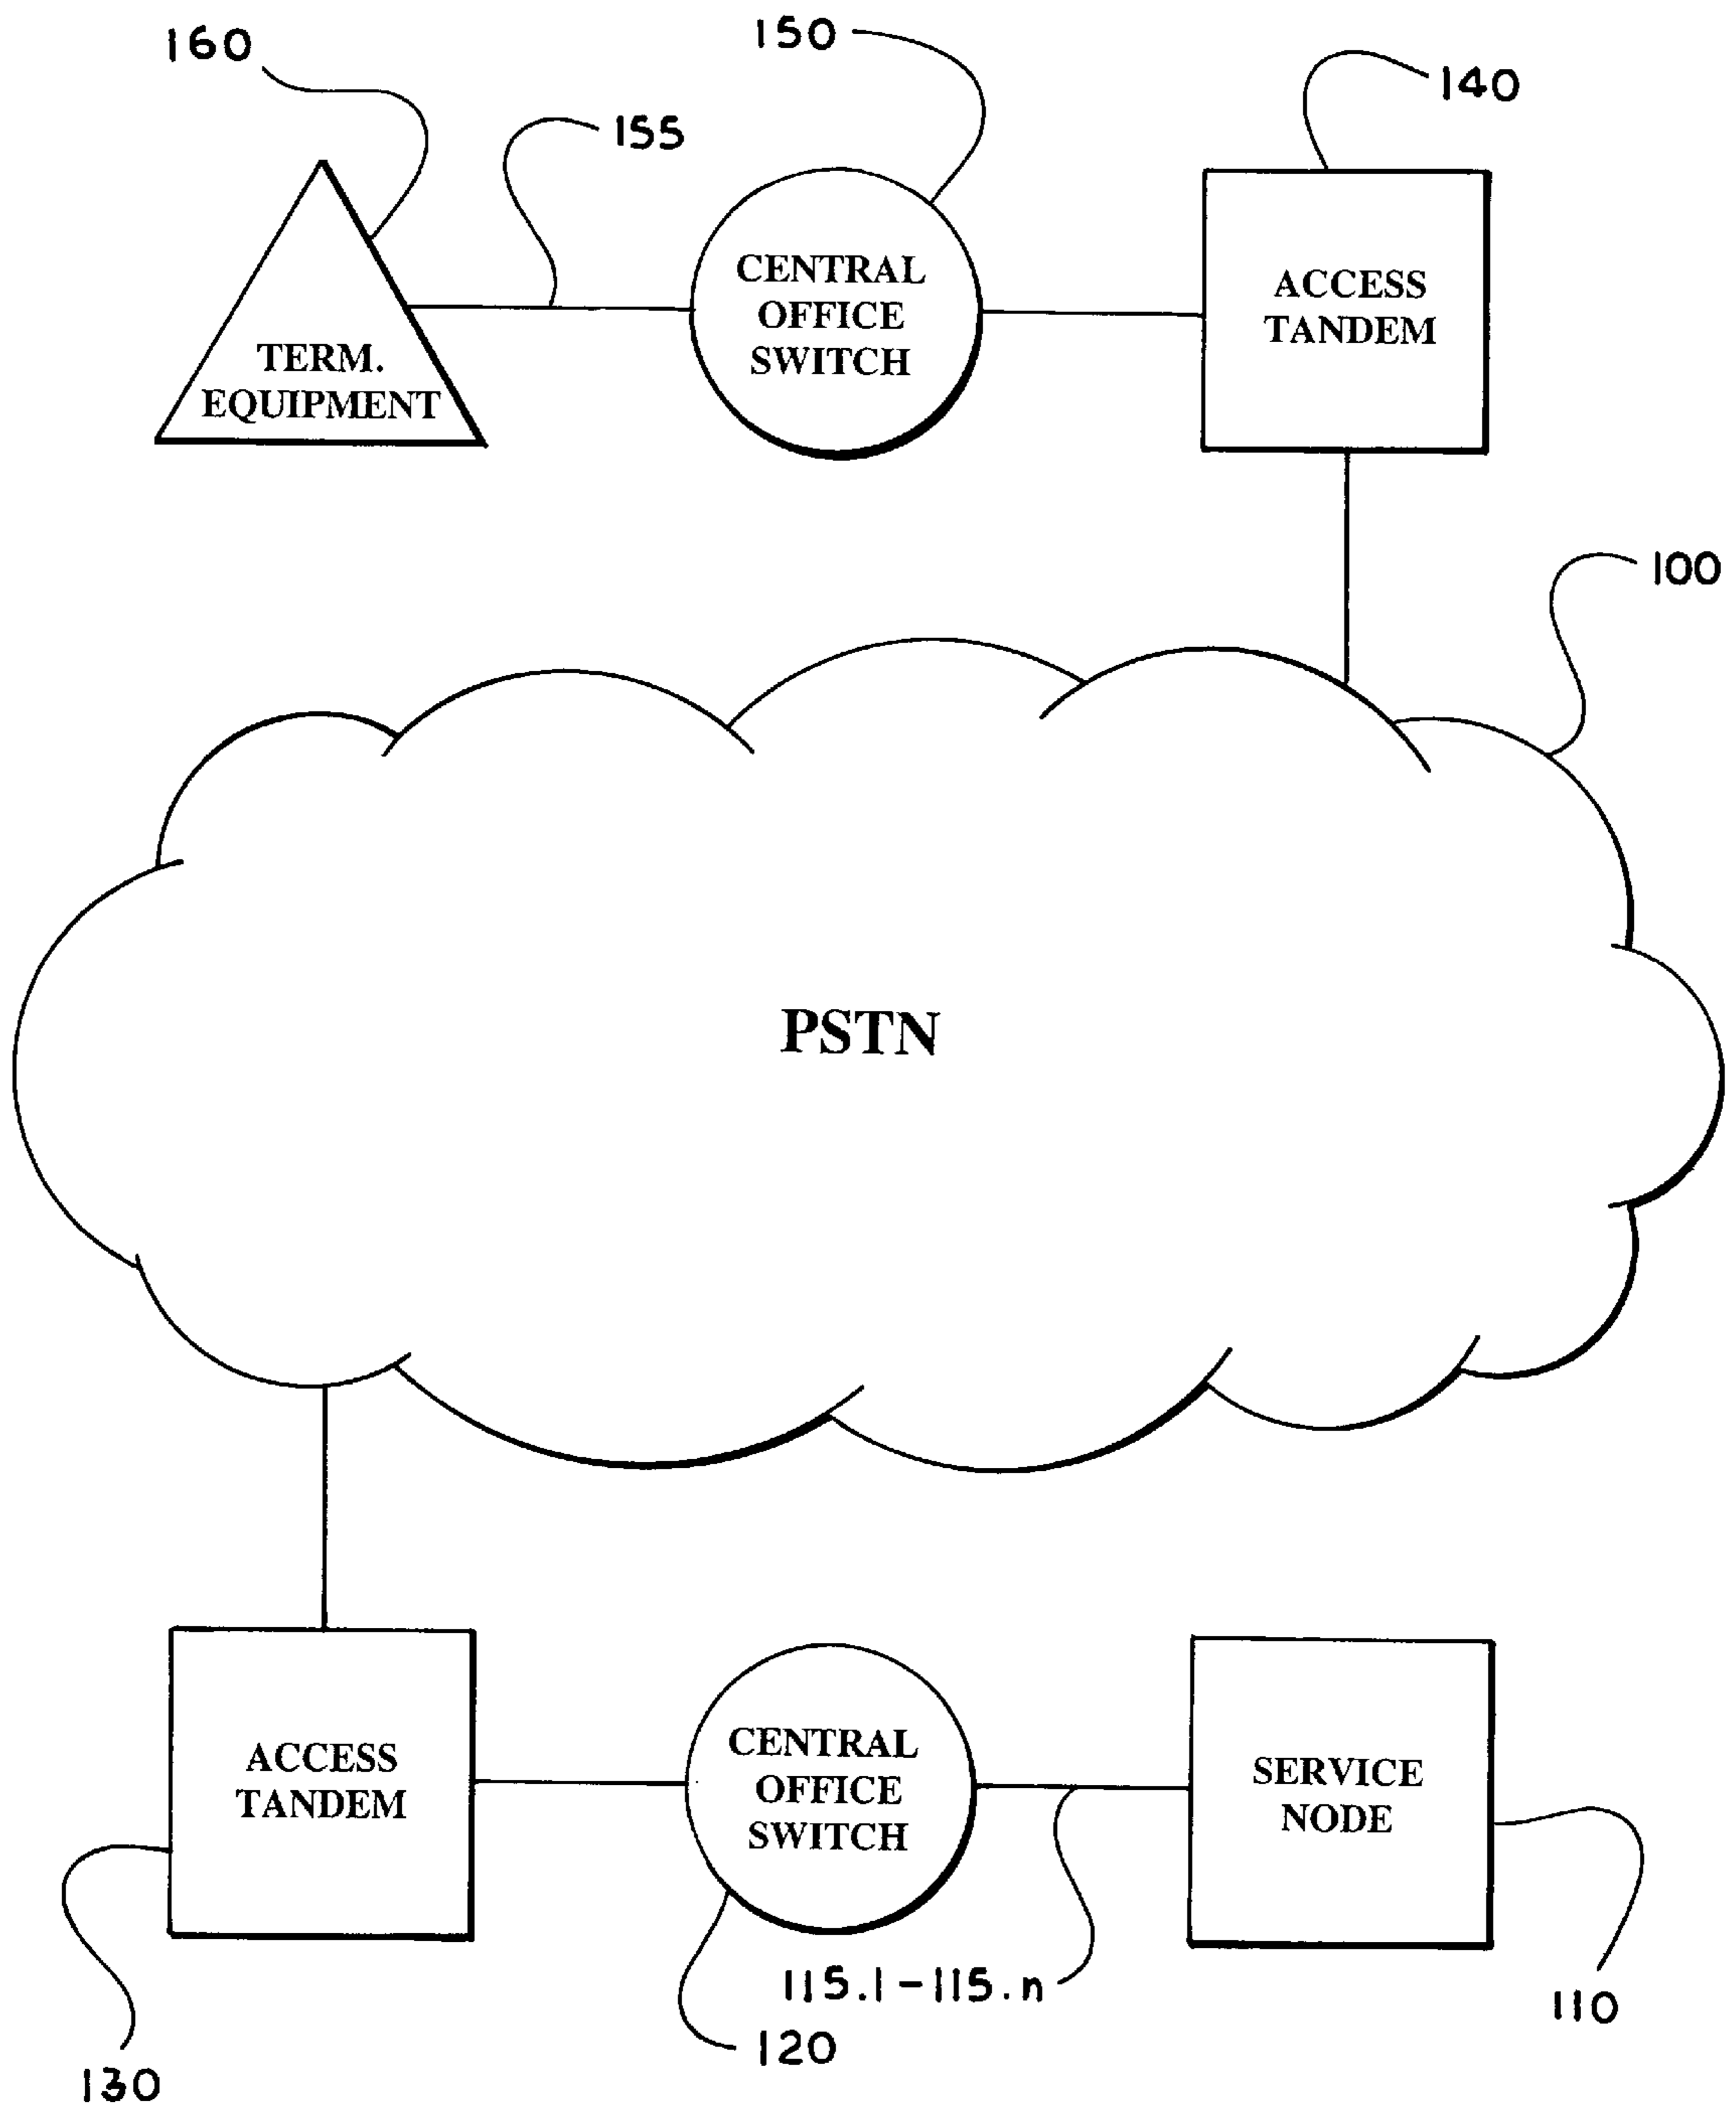 160
150
140
155
CENTRAL
OFFICE
SWITCH
ACCESS
TANDEM
TERM.
EQUIPMENT
100
PSTN
ACCESS
TANDEM
CENTRAL
OFFICE
SWITCH
SERVICE
NODE
115.1-115.n
110
120
130